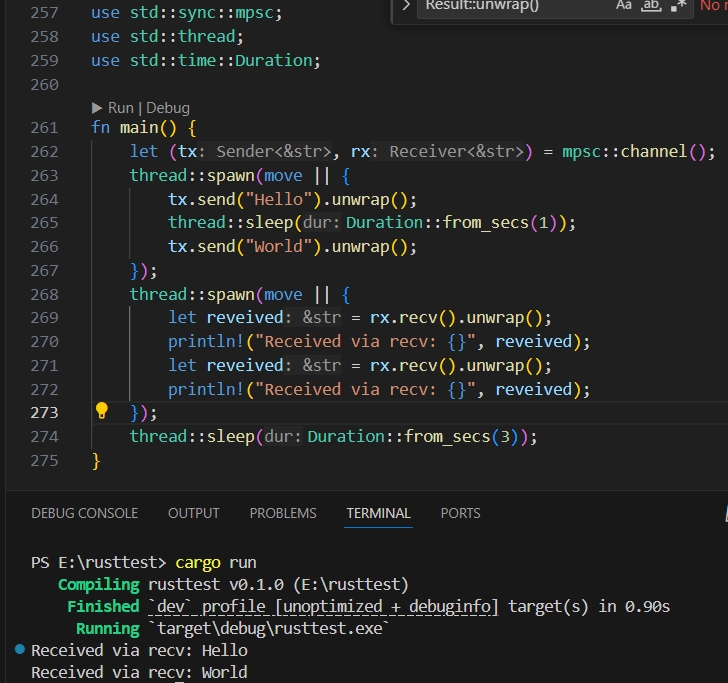 Result::unwrap() Aa ab .* No
257 use std::sync::mpsc;
258 use std::thread;
259 use std::time::Duration;
260
Run | Debug
261 fn main() {
262 let (tx: Sender<&str>, rx: Receiver<&str>) = mpsc::channel();
263 thread::spawn(move || {
264 tx.send("Hello").unwrap();
265 thread::sleep(dur: Duration::from_secs(1));
266 tx.send("World").unwrap();
267 });
268 thread::spawn(move || {
269 let reveived: &str = rx.recv().unwrap();
270 println!("Received via recv: {}", reveived);
271 let reveived: &str = rx.recv().unwrap();
272 println!("Received via recv: {}", reveived);
273 });
274 thread::sleep(dur: Duration::from_secs(3));
275 }
DEBUG CONSOLE OUTPUT PROBLEMS TERMINAL PORTS
PS E:\rusttest> cargo run
Compiling rusttest v0.1.0 (E:\rusttest)
Finished `dev` profile [unoptimized + debuginfo] target(s) in 0.90s
Running `target\debug\rusttest.exe`
Received via recv: Hello
Received via recv: World